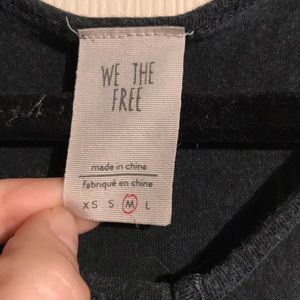 WE THE
FREE
made in china
fabriqué en chine
XS S M L